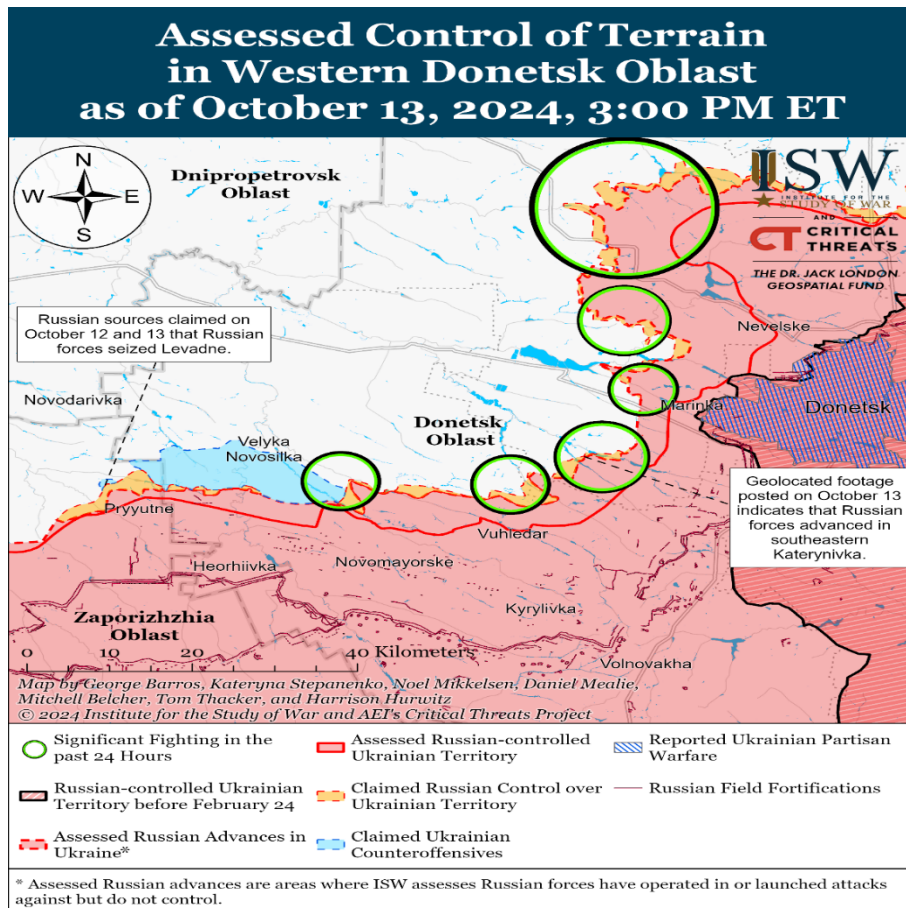 Assessed Control of Terrain
in Western Donetsk Oblast
as of October 13, 2024, 3:00 PM ET
N
W E
S
Dnipropetrovsk
Oblast
ISW
INSTITUTE FOR THE
STUDY OF WAR
AND
CT CRITICAL
THREATS
THE DR. JACK LONDON
GEOSPATIAL FUND
Russian sources claimed on
October 12 and 13 that Russian
forces seized Levadne.
Nevelske
Novodarivka
Donetsk
Oblast
Marinka
Donetsk
Velyka
Novosilka
Geolocated footage
posted on October 13
indicates that Russian
forces advanced in
southeastern
Katerynivka.
Pryyutne
Vuhledar
Heorhiivka
Novomayorske
Kyrylivka
Zaporizhzhia
Oblast
0 40 Kilometers
Volnovakha
Map by George Barros, Kateryna Stepanenko, Noel Mikkelsen, Daniel Mealie,
Mitchell Belcher, Tom Thacker, and Harrison Hurwitz
© 2024 Institute for the Study of War and AEI's Critical Threats Project
Significant Fighting in the
past 24 Hours
Russian-controlled Ukrainian
Territory before February 24
Assessed Russian Advances in
Ukraine*
Assessed Russian-controlled
Ukrainian Territory
Claimed Russian Control over
Ukrainian Territory
Claimed Ukrainian
Counteroffensives
Reported Ukrainian Partisan
Warfare
Russian Field Fortifications
* Assessed Russian advances are areas where ISW assesses Russian forces have operated in or launched attacks
against but do not control.